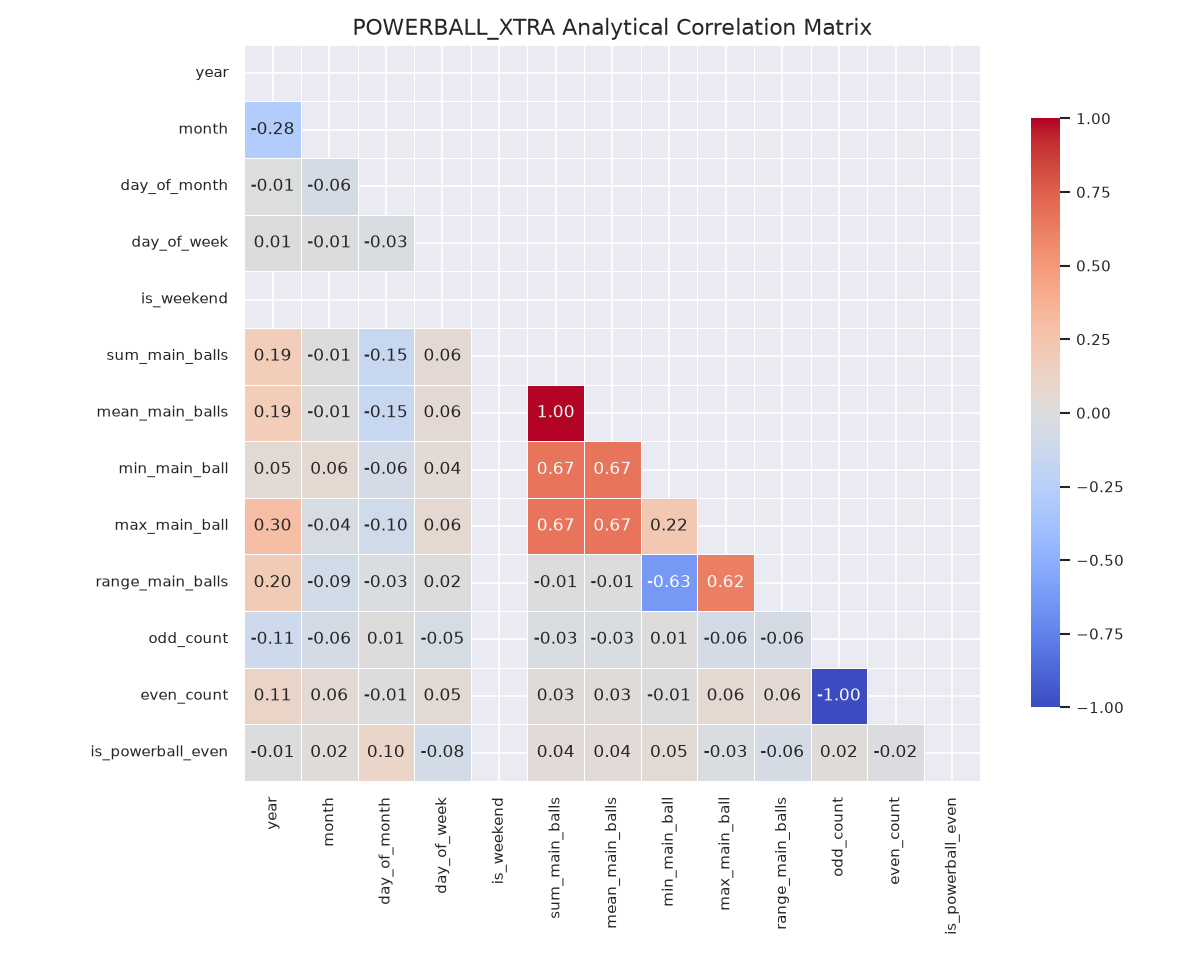 POWERBALL_XTRA Analytical Correlation Matrix
year
month -0.28
day_of_month -0.01 -0.06
day_of_week 0.01 -0.01 -0.03
is_weekend
sum_main_balls 0.19 -0.01 -0.15 0.06
mean_main_balls 0.19 -0.01 -0.15 0.06 1.00
min_main_ball 0.05 0.06 -0.06 0.04 0.67 0.67
max_main_ball 0.30 -0.04 -0.10 0.06 0.67 0.67 0.22
range_main_balls 0.20 -0.09 -0.03 0.02 -0.01 -0.01 -0.63 0.62
odd_count -0.11 -0.06 0.01 -0.05 -0.03 -0.03 0.01 -0.06 -0.06
even_count 0.11 0.06 -0.01 0.05 0.03 0.03 -0.01 0.06 0.06 -1.00
is_powerball_even -0.01 0.02 0.10 -0.08 0.04 0.04 0.05 -0.03 -0.06 0.02 -0.02
year
month
day_of_month
day_of_week
is_weekend
sum_main_balls
mean_main_balls
min_main_ball
max_main_ball
range_main_balls
odd_count
even_count
is_powerball_even
1.00
0.75
0.50
0.25
0.00
−0.25
−0.50
−0.75
−1.00